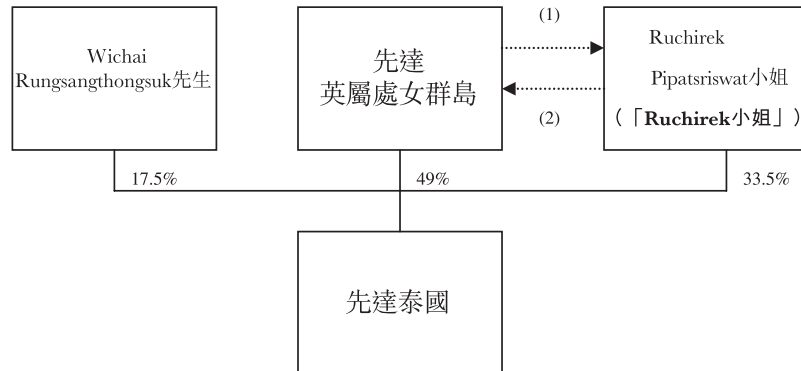 Wichai
Rungsangthongsuk先生
先達
英屬處女群島
(1)
(2)
Ruchirek
Pipatsriswat小姐
（「Ruchirek小姐」）
17.5%
49%
33.5%
先達泰國